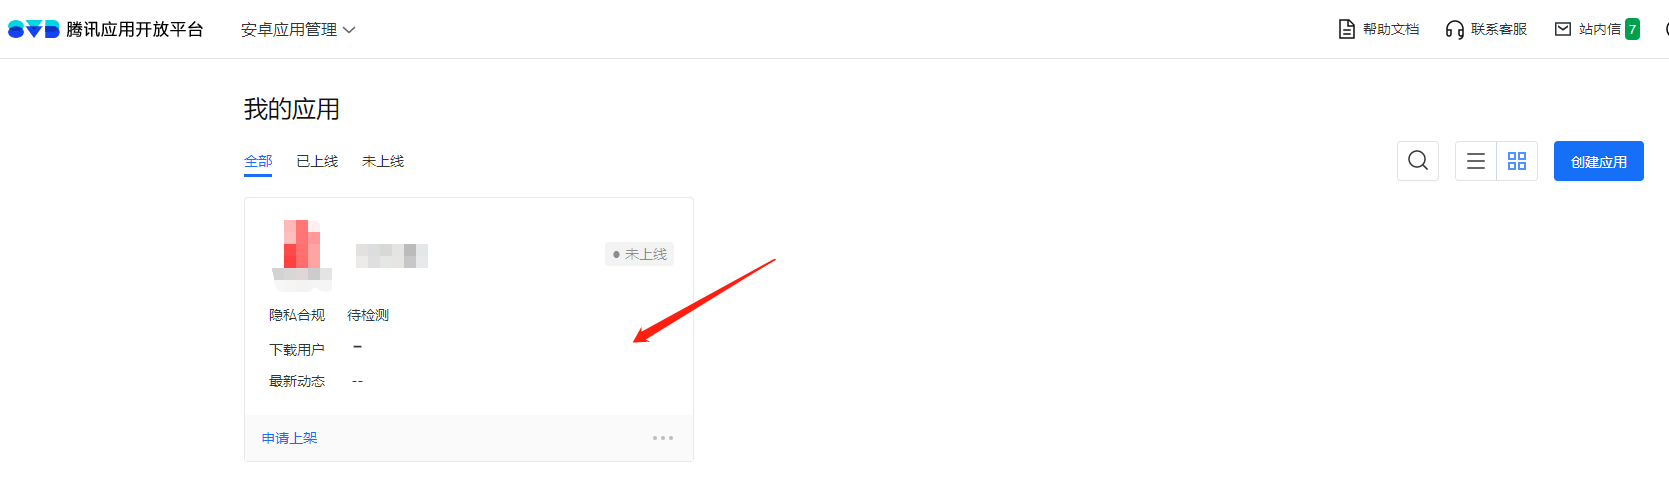 腾讯应用开放平台 安卓应用管理 帮助文档 联系客服 站内信 7
我的应用
全部 已上线 未上线 创建应用
未上线
隐私合规 待检测
下载用户 -
最新动态 --
申请上架